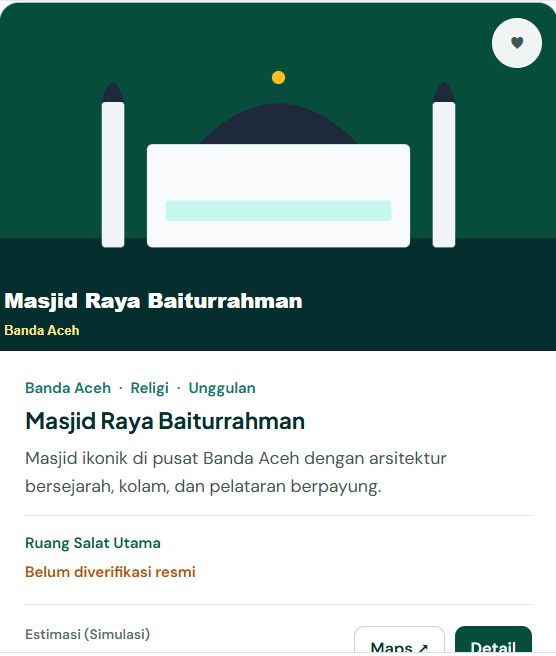 Masjid Raya Baiturrahman
Banda Aceh
Banda Aceh · Religi · Unggulan
Masjid Raya Baiturrahman
Masjid ikonik di pusat Banda Aceh dengan arsitektur
bersejarah, kolam, dan pelataran berpayung.
Ruang Salat Utama
Belum diverifikasi resmi
Estimasi (Simulasi)
Maps ↗
Detail